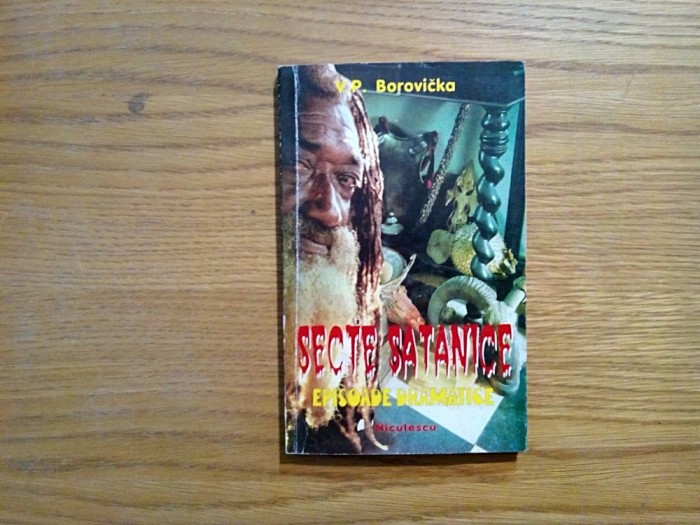 V.P. Borovička
SECTE SATANICE
EPISOADE DRAMATICE
Niculescu